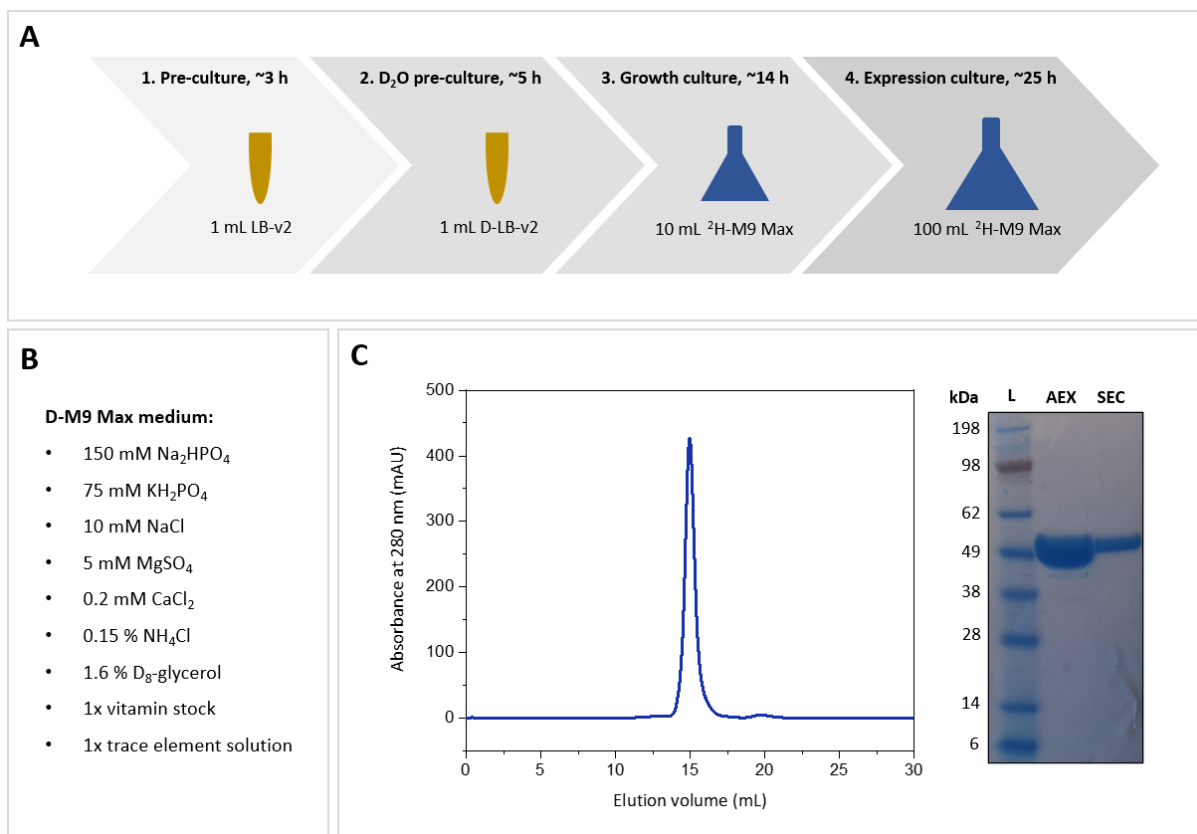 A
1. Pre-culture, ~3 h
2. D₂O pre-culture, ~5 h
3. Growth culture, ~14 h
4. Expression culture, ~25 h
1 mL LB-v2
1 mL D-LB-v2
10 mL ²H-M9 Max
100 mL ²H-M9 Max
B
D-M9 Max medium:
• 150 mM Na₂HPO₄
• 75 mM KH₂PO₄
• 10 mM NaCl
• 5 mM MgSO₄
• 0.2 mM CaCl₂
• 0.15 % NH₄Cl
• 1.6 % D₈-glycerol
• 1x vitamin stock
• 1x trace element solution
C
Absorbance at 280 nm (mAU)
500
400
300
200
100
0
0
5
10
15
20
25
30
Elution volume (mL)
kDa
L
AEX
SEC
198
98
62
49
38
28
14
6